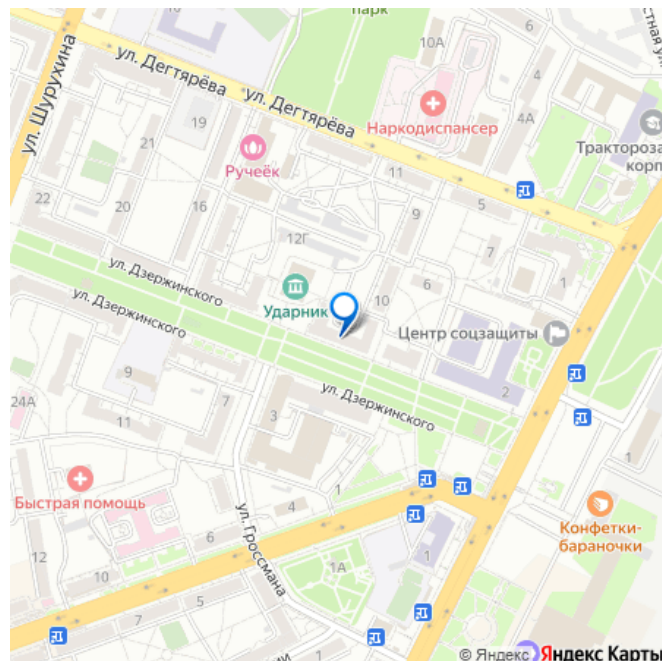 парк
10А
6
4
ул. Дегтярёва
ул. Дегтярёва
ул. Шурухина
Наркодиспансер
4А
19
21
Ручеёк
Тракторозав
корп
11
5
22
20
16
12Г
9
7
1
ул. Дзержинского
Ударник
10
6
ул. Дзержинского
Центр соцзащиты
9
7
ул. Дзержинского
2
24А
11
3
1
Быстрая помощь
4
1
12
6
ул. Гроссмана
Конфетки-
бараночки
10
1А
1
7
5
1
© Яндекс Яндекс Карты